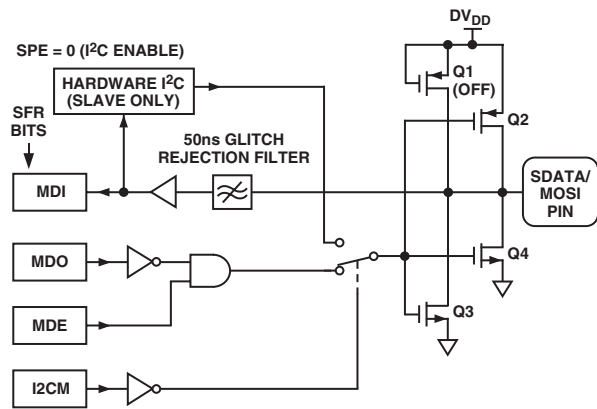 DVDD
SPE = 0 (I²C ENABLE)
Q1
(OFF)
HARDWARE I²C
(SLAVE ONLY)
SFR
BITS
Q2
50ns GLITCH
REJECTION FILTER
MDI
SDATA/
MOSI
PIN
MDO
Q4
MDE
Q3
I2CM